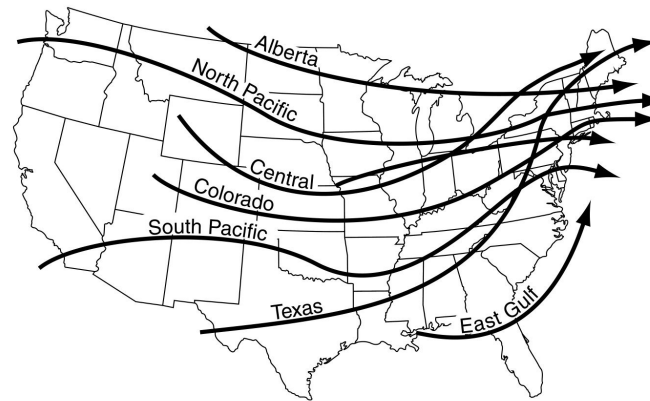 Alberta
North Pacific
Central
Colorado
South Pacific
Texas
East Gulf